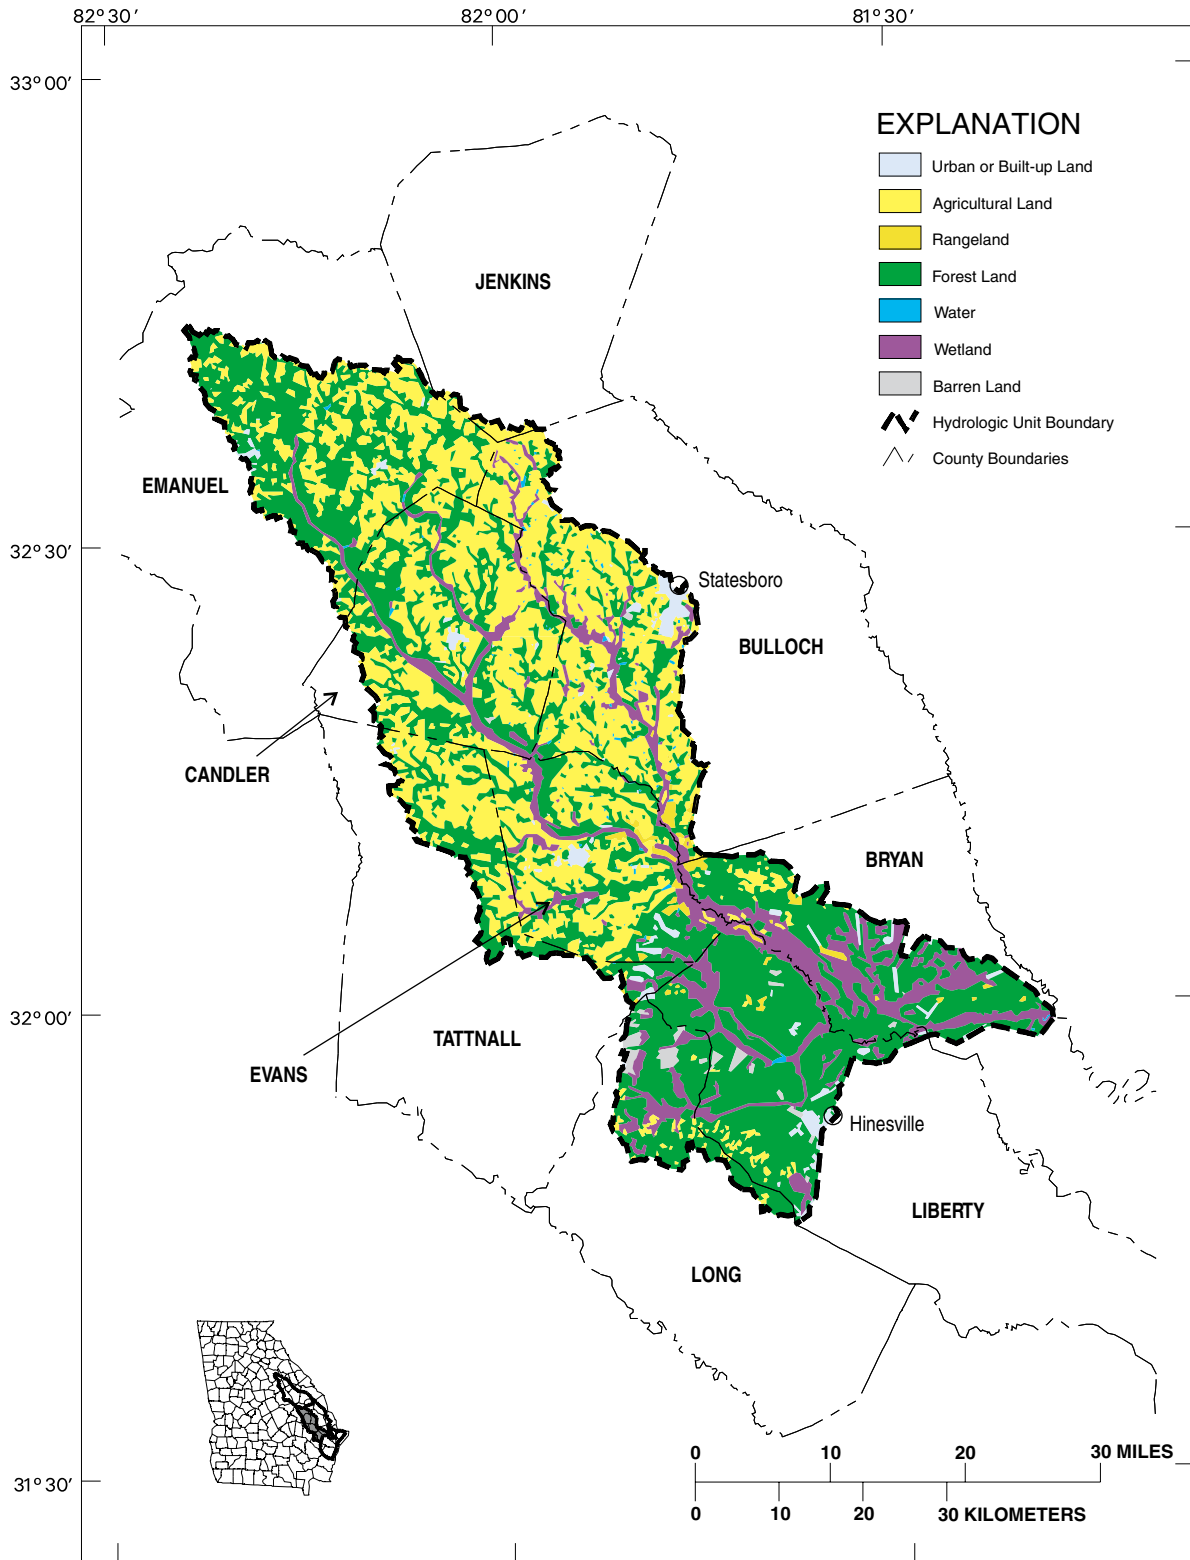 82° 30′
82° 00′
81° 30′
33° 00′
EXPLANATION
Urban or Built-up Land
Agricultural Land
Rangeland
Forest Land
Water
Wetland
Barren Land
Hydrologic Unit Boundary
County Boundaries
JENKINS
EMANUEL
32° 30′
Statesboro
BULLOCH
CANDLER
BRYAN
32° 00′
TATTNALL
EVANS
Hinesville
LIBERTY
LONG
31° 30′
0 10 20 30 MILES
0 10 20 30 KILOMETERS